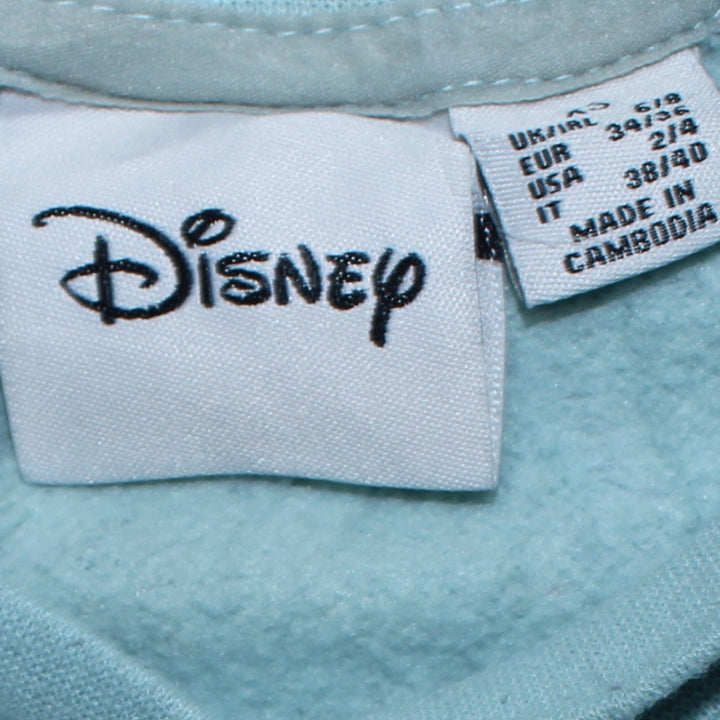 Disney
UK/IRL 6/8
EUR 34/36
USA 2/4
IT 38/40
MADE IN
CAMBODIA